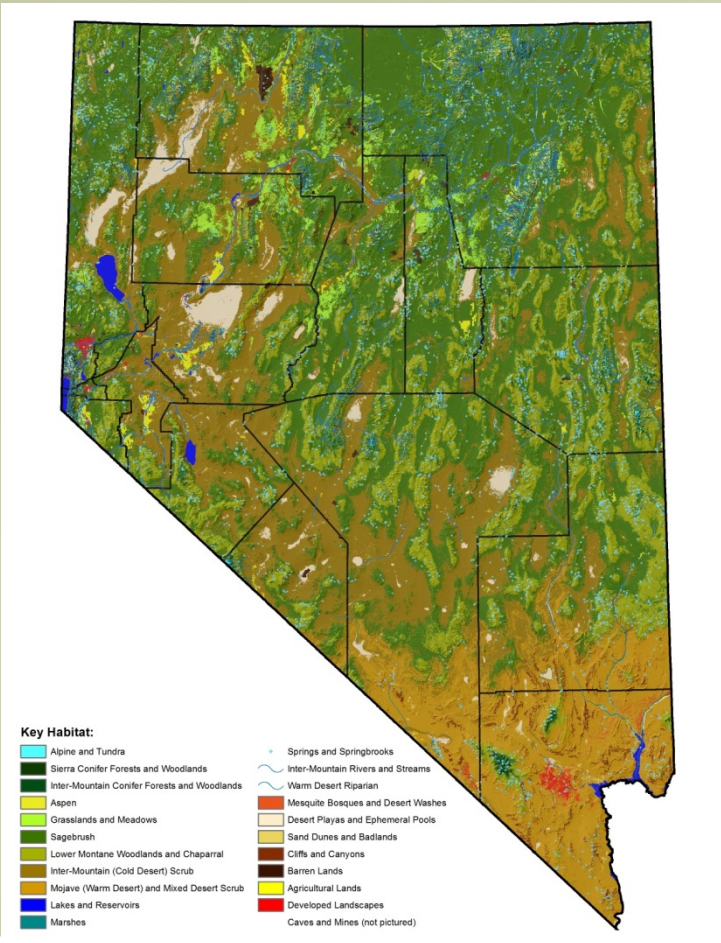 Key Habitat:
Alpine and Tundra
Sierra Conifer Forests and Woodlands
Inter-Mountain Conifer Forests and Woodlands
Aspen
Grasslands and Meadows
Sagebrush
Lower Montane Woodlands and Chaparral
Inter-Mountain (Cold Desert) Scrub
Mojave (Warm Desert) and Mixed Desert Scrub
Lakes and Reservoirs
Marshes
Springs and Springbrooks
Inter-Mountain Rivers and Streams
Warm Desert Riparian
Mesquite Bosques and Desert Washes
Desert Playas and Ephemeral Pools
Sand Dunes and Badlands
Cliffs and Canyons
Barren Lands
Agricultural Lands
Developed Landscapes
Caves and Mines (not pictured)